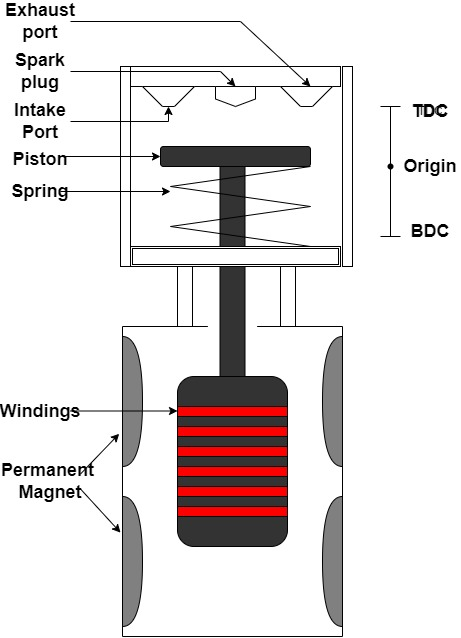 Exhaust
port
Spark
plug
Intake
Port
Piston
Spring
TDC
Origin
BDC
Windings
Permanent
Magnet